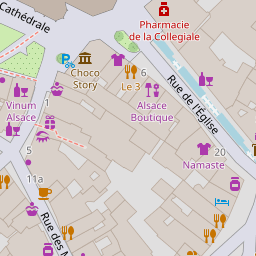 Cathédrale
Pharmacie
de la Collegiale
Choco
Story
6
Le 3
1
Vinum
Alsace
Alsace
Boutique
Rue de l'Église
5
20
Namaste
11a
Rue des M